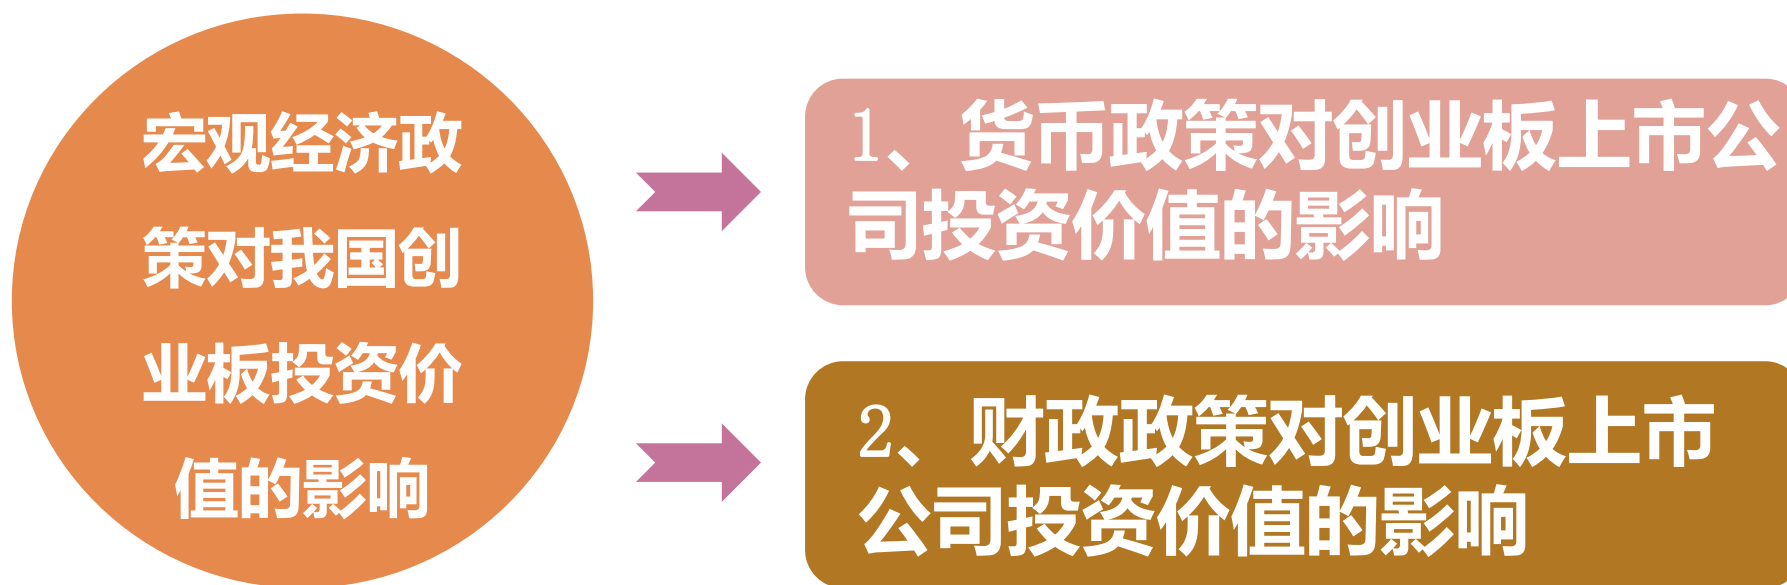 宏观经济政
策对我国创
业板投资价
值的影响
1、货币政策对创业板上市公
司投资价值的影响
2、财政政策对创业板上市
公司投资价值的影响